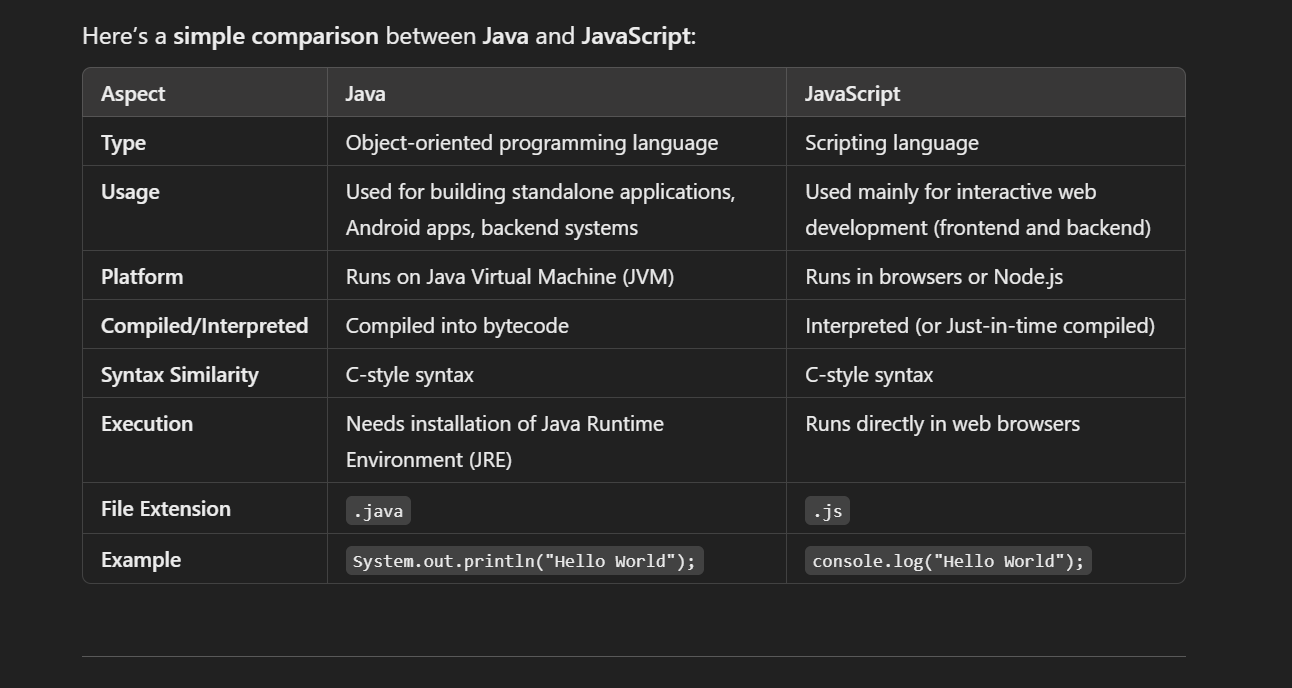 Here’s a simple comparison between Java and JavaScript:
Aspect Java JavaScript
Type Object-oriented programming language Scripting language
Usage Used for building standalone applications, Used mainly for interactive web
Android apps, backend systems development (frontend and backend)
Platform Runs on Java Virtual Machine (JVM) Runs in browsers or Node.js
Compiled/Interpreted Compiled into bytecode Interpreted (or Just-in-time compiled)
Syntax Similarity C-style syntax C-style syntax
Execution Needs installation of Java Runtime Runs directly in web browsers
Environment (JRE)
File Extension .java .js
Example System.out.println("Hello World"); console.log("Hello World");